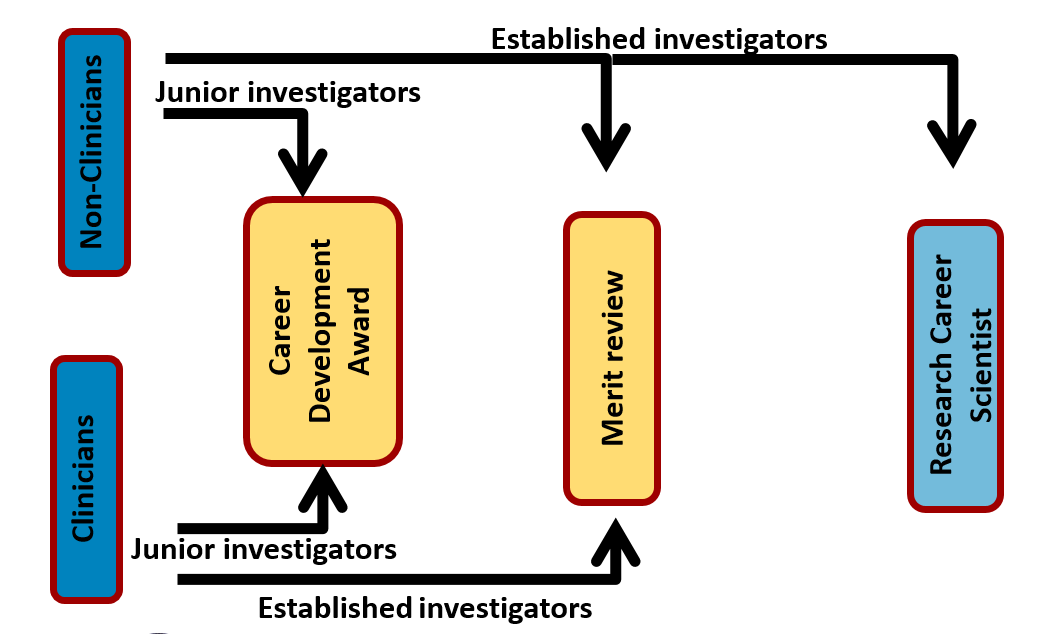 Established investigators
Junior investigators
Non-Clinicians
Career
Development
Award
Merit review
Research Career
Scientist
Clinicians
Junior investigators
Established investigators